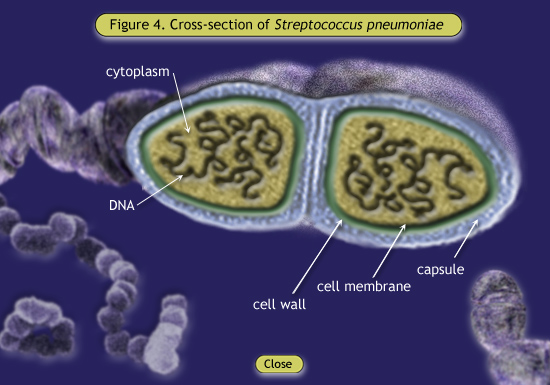 Figure 4. Cross-section of Streptococcus pneumoniae
cytoplasm
DNA
capsule
cell membrane
cell wall
Close